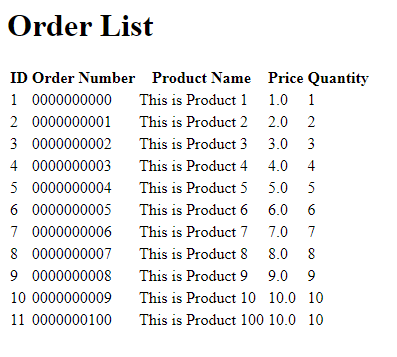 Order List
ID Order Number Product Name Price Quantity
1 0000000000 This is Product 1 1.0 1
2 0000000001 This is Product 2 2.0 2
3 0000000002 This is Product 3 3.0 3
4 0000000003 This is Product 4 4.0 4
5 0000000004 This is Product 5 5.0 5
6 0000000005 This is Product 6 6.0 6
7 0000000006 This is Product 7 7.0 7
8 0000000007 This is Product 8 8.0 8
9 0000000008 This is Product 9 9.0 9
10 0000000009 This is Product 10 10.0 10
11 0000000100 This is Product 100 10.0 10